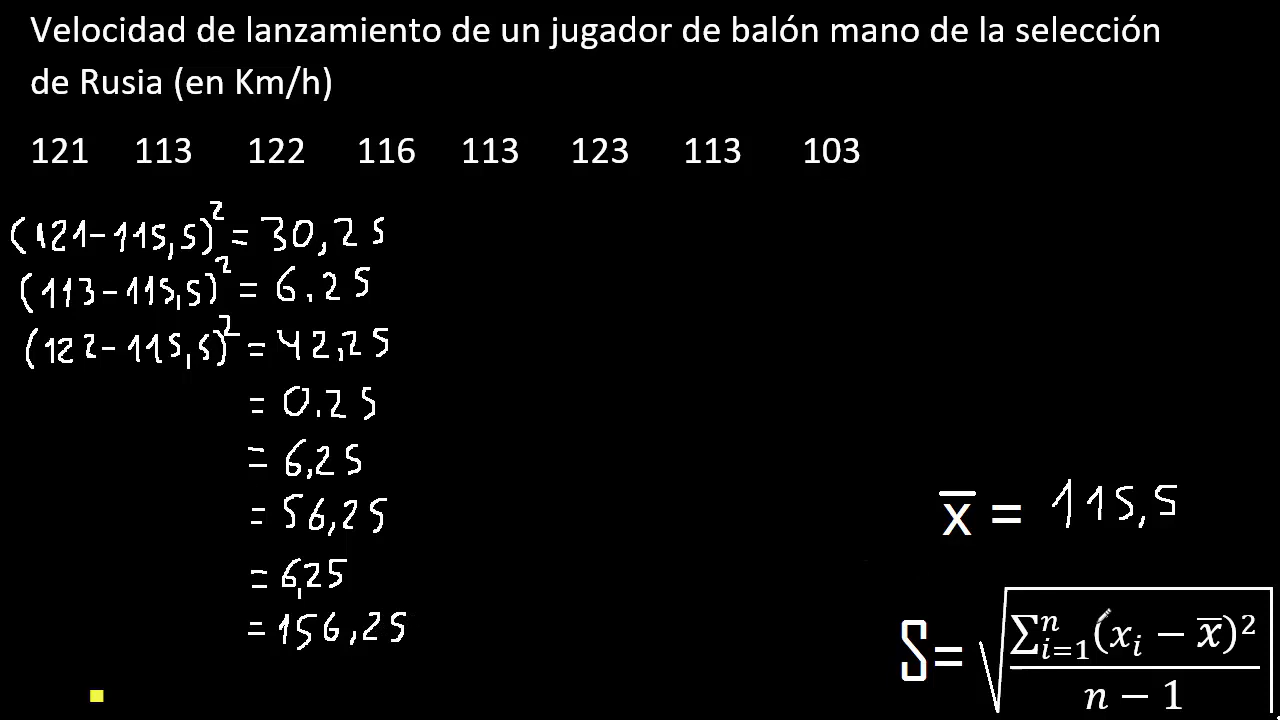 Velocidad de lanzamiento de un jugador de balón mano de la selección
de Rusia (en Km/h)
121 113 122 116 113 123 113 103
(121-115,5)² = 30,25
(113-115,5)² = 6.25
(122-115,5)² = 42,25
= 0.25
= 6,25
= 56,25
= 6,25
= 156,25
x̅ = 115,5
S = √(∑ⁿᵢ₌₁(xᵢ − x̅)² / n − 1)